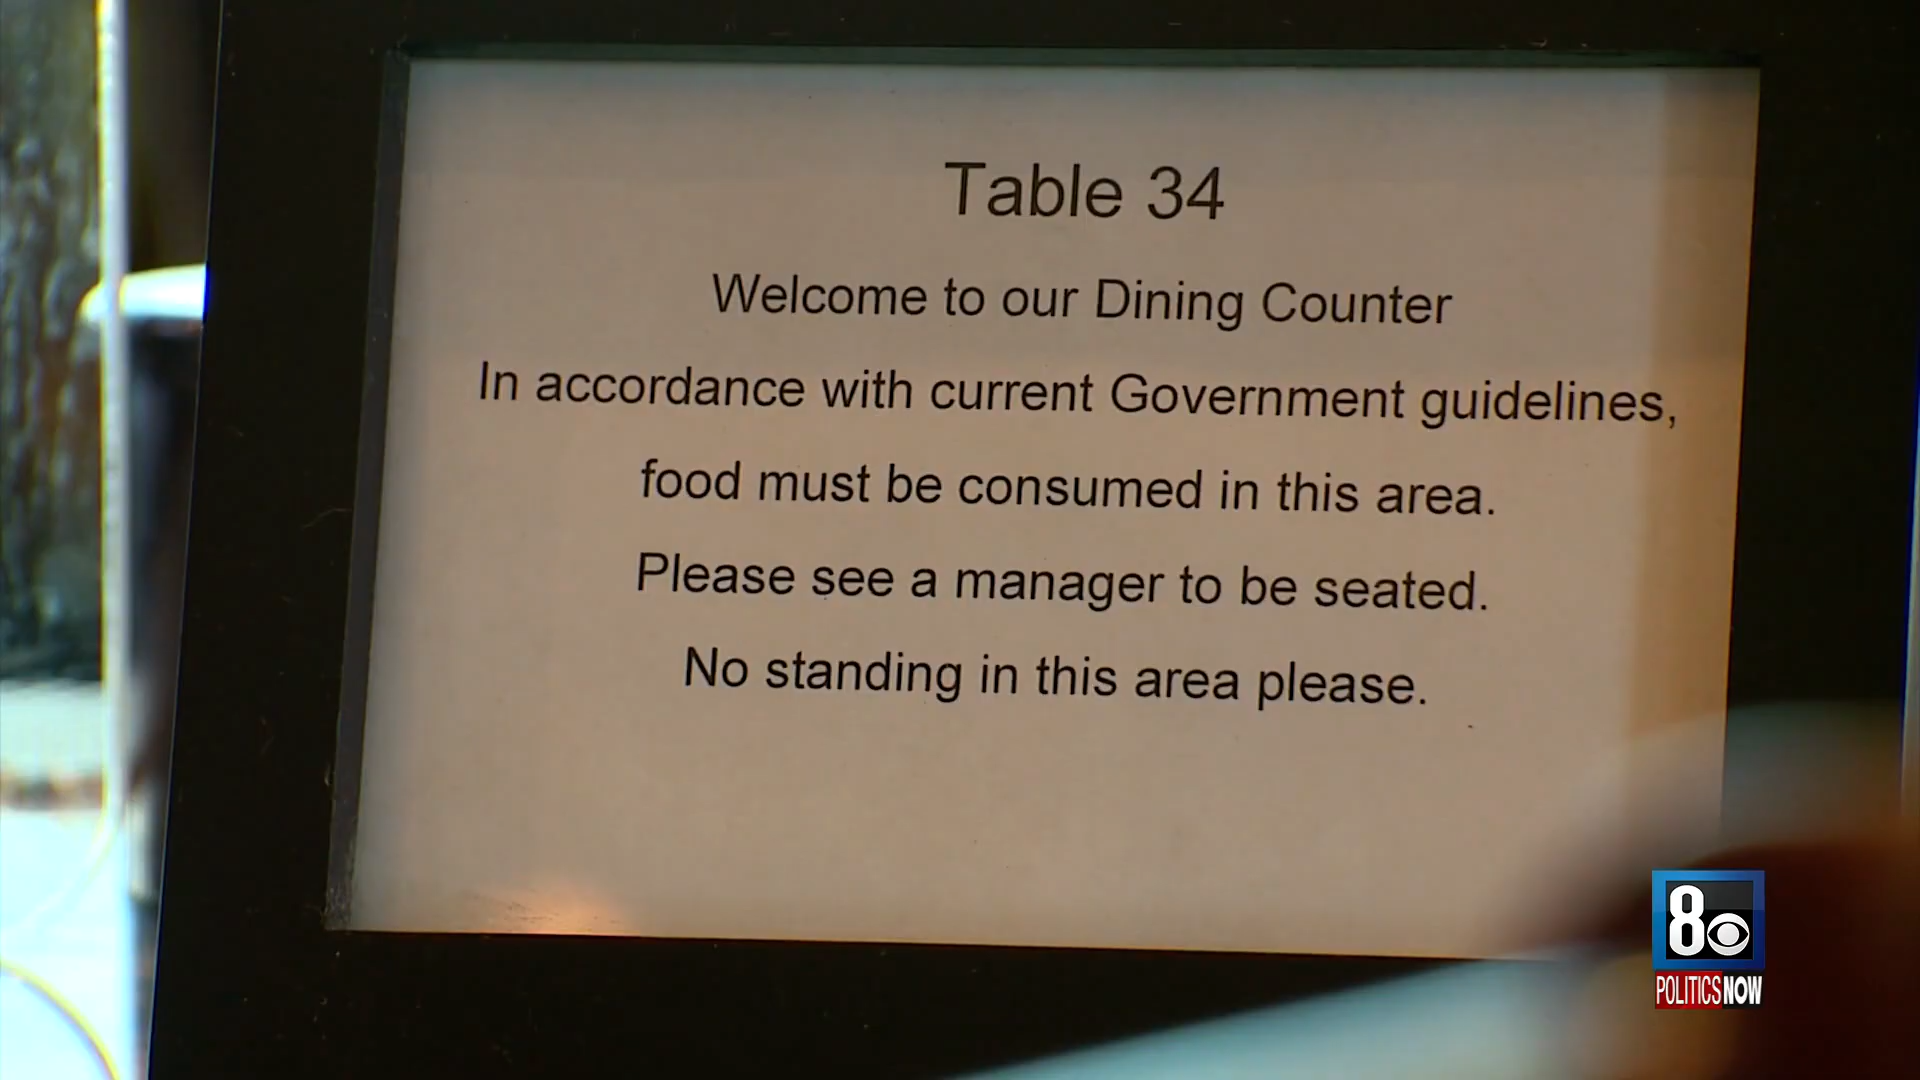 Table 34
Welcome to our Dining Counter
In accordance with current Government guidelines,
food must be consumed in this area.
Please see a manager to be seated.
No standing in this area please.
8
POLITICS NOW